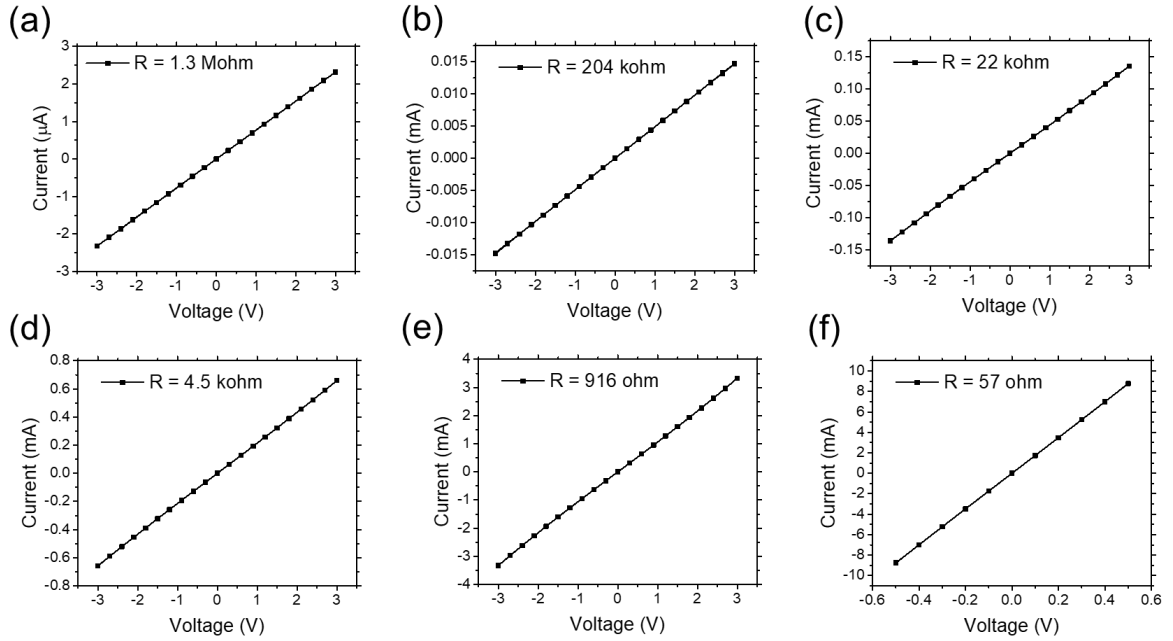 (a)
R = 1.3 Mohm
3
2
1
0
-1
-2
-3
Current (μA)
-3 -2 -1 0 1 2 3
Voltage (V)
(b)
R = 204 kohm
0.015
0.010
0.005
0.000
-0.005
-0.010
-0.015
Current (mA)
-3 -2 -1 0 1 2 3
Voltage (V)
(c)
R = 22 kohm
0.15
0.10
0.05
0.00
-0.05
-0.10
-0.15
Current (mA)
-3 -2 -1 0 1 2 3
Voltage (V)
(d)
R = 4.5 kohm
0.8
0.6
0.4
0.2
0.0
-0.2
-0.4
-0.6
-0.8
Current (mA)
-3 -2 -1 0 1 2 3
Voltage (V)
(e)
R = 916 ohm
4
3
2
1
0
-1
-2
-3
-4
Current (mA)
-3 -2 -1 0 1 2 3
Voltage (V)
(f)
R = 57 ohm
10
8
6
4
2
0
-2
-4
-6
-8
-10
Current (mA)
-0.6 -0.4 -0.2 0.0 0.2 0.4 0.6
Voltage (V)